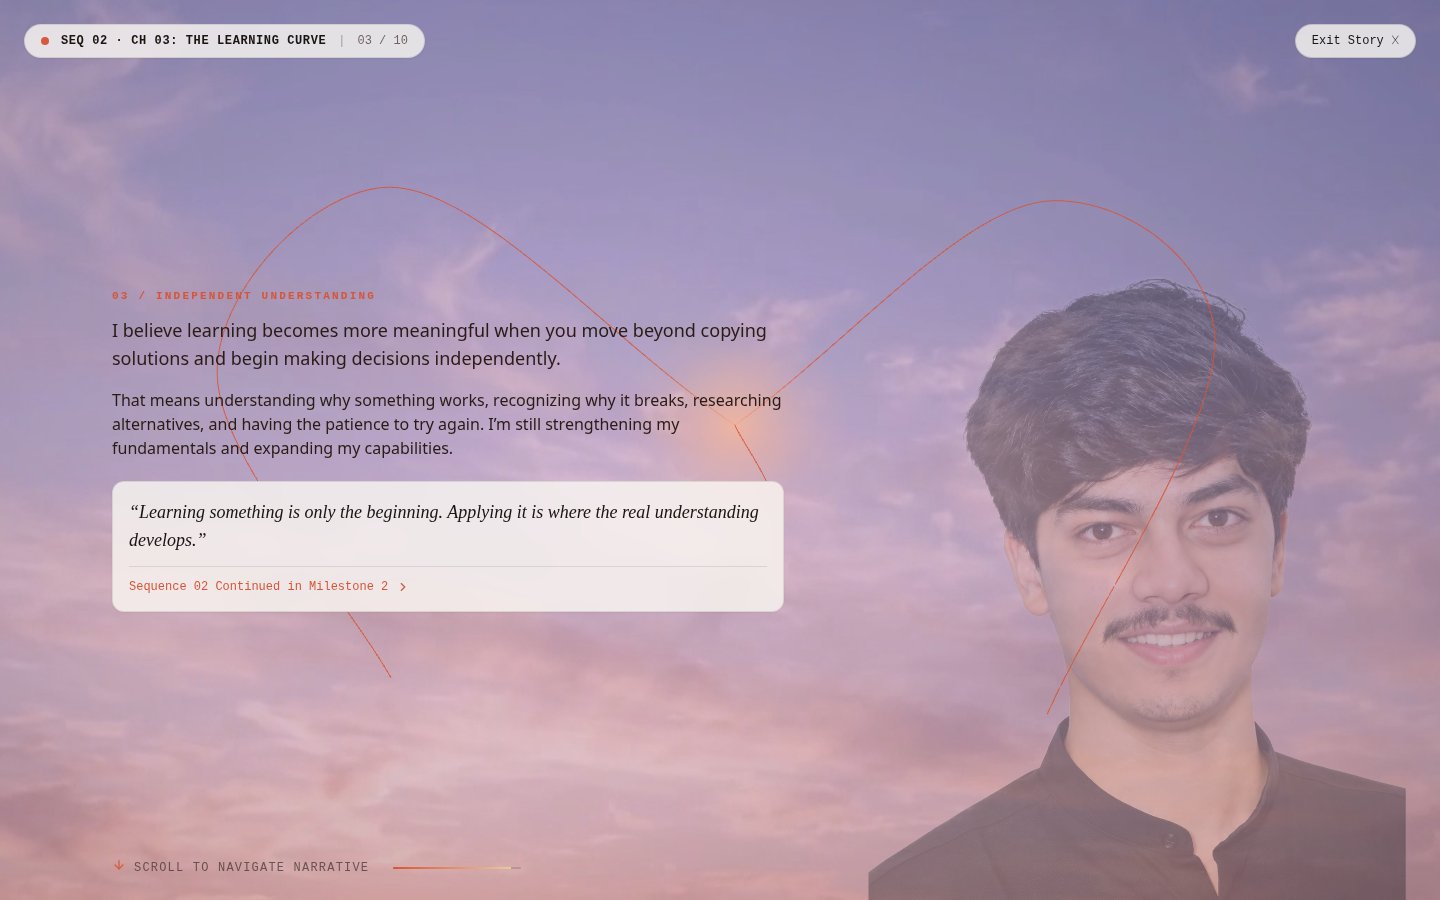 SEQ 02 · CH 03: THE LEARNING CURVE | 03 / 10
Exit Story X
03 / INDEPENDENT UNDERSTANDING
I believe learning becomes more meaningful when you move beyond copying
solutions and begin making decisions independently.
That means understanding why something works, recognizing why it breaks, researching
alternatives, and having the patience to try again. I’m still strengthening my
fundamentals and expanding my capabilities.
“Learning something is only the beginning. Applying it is where the real understanding
develops.”
Sequence 02 Continued in Milestone 2
SCROLL TO NAVIGATE NARRATIVE